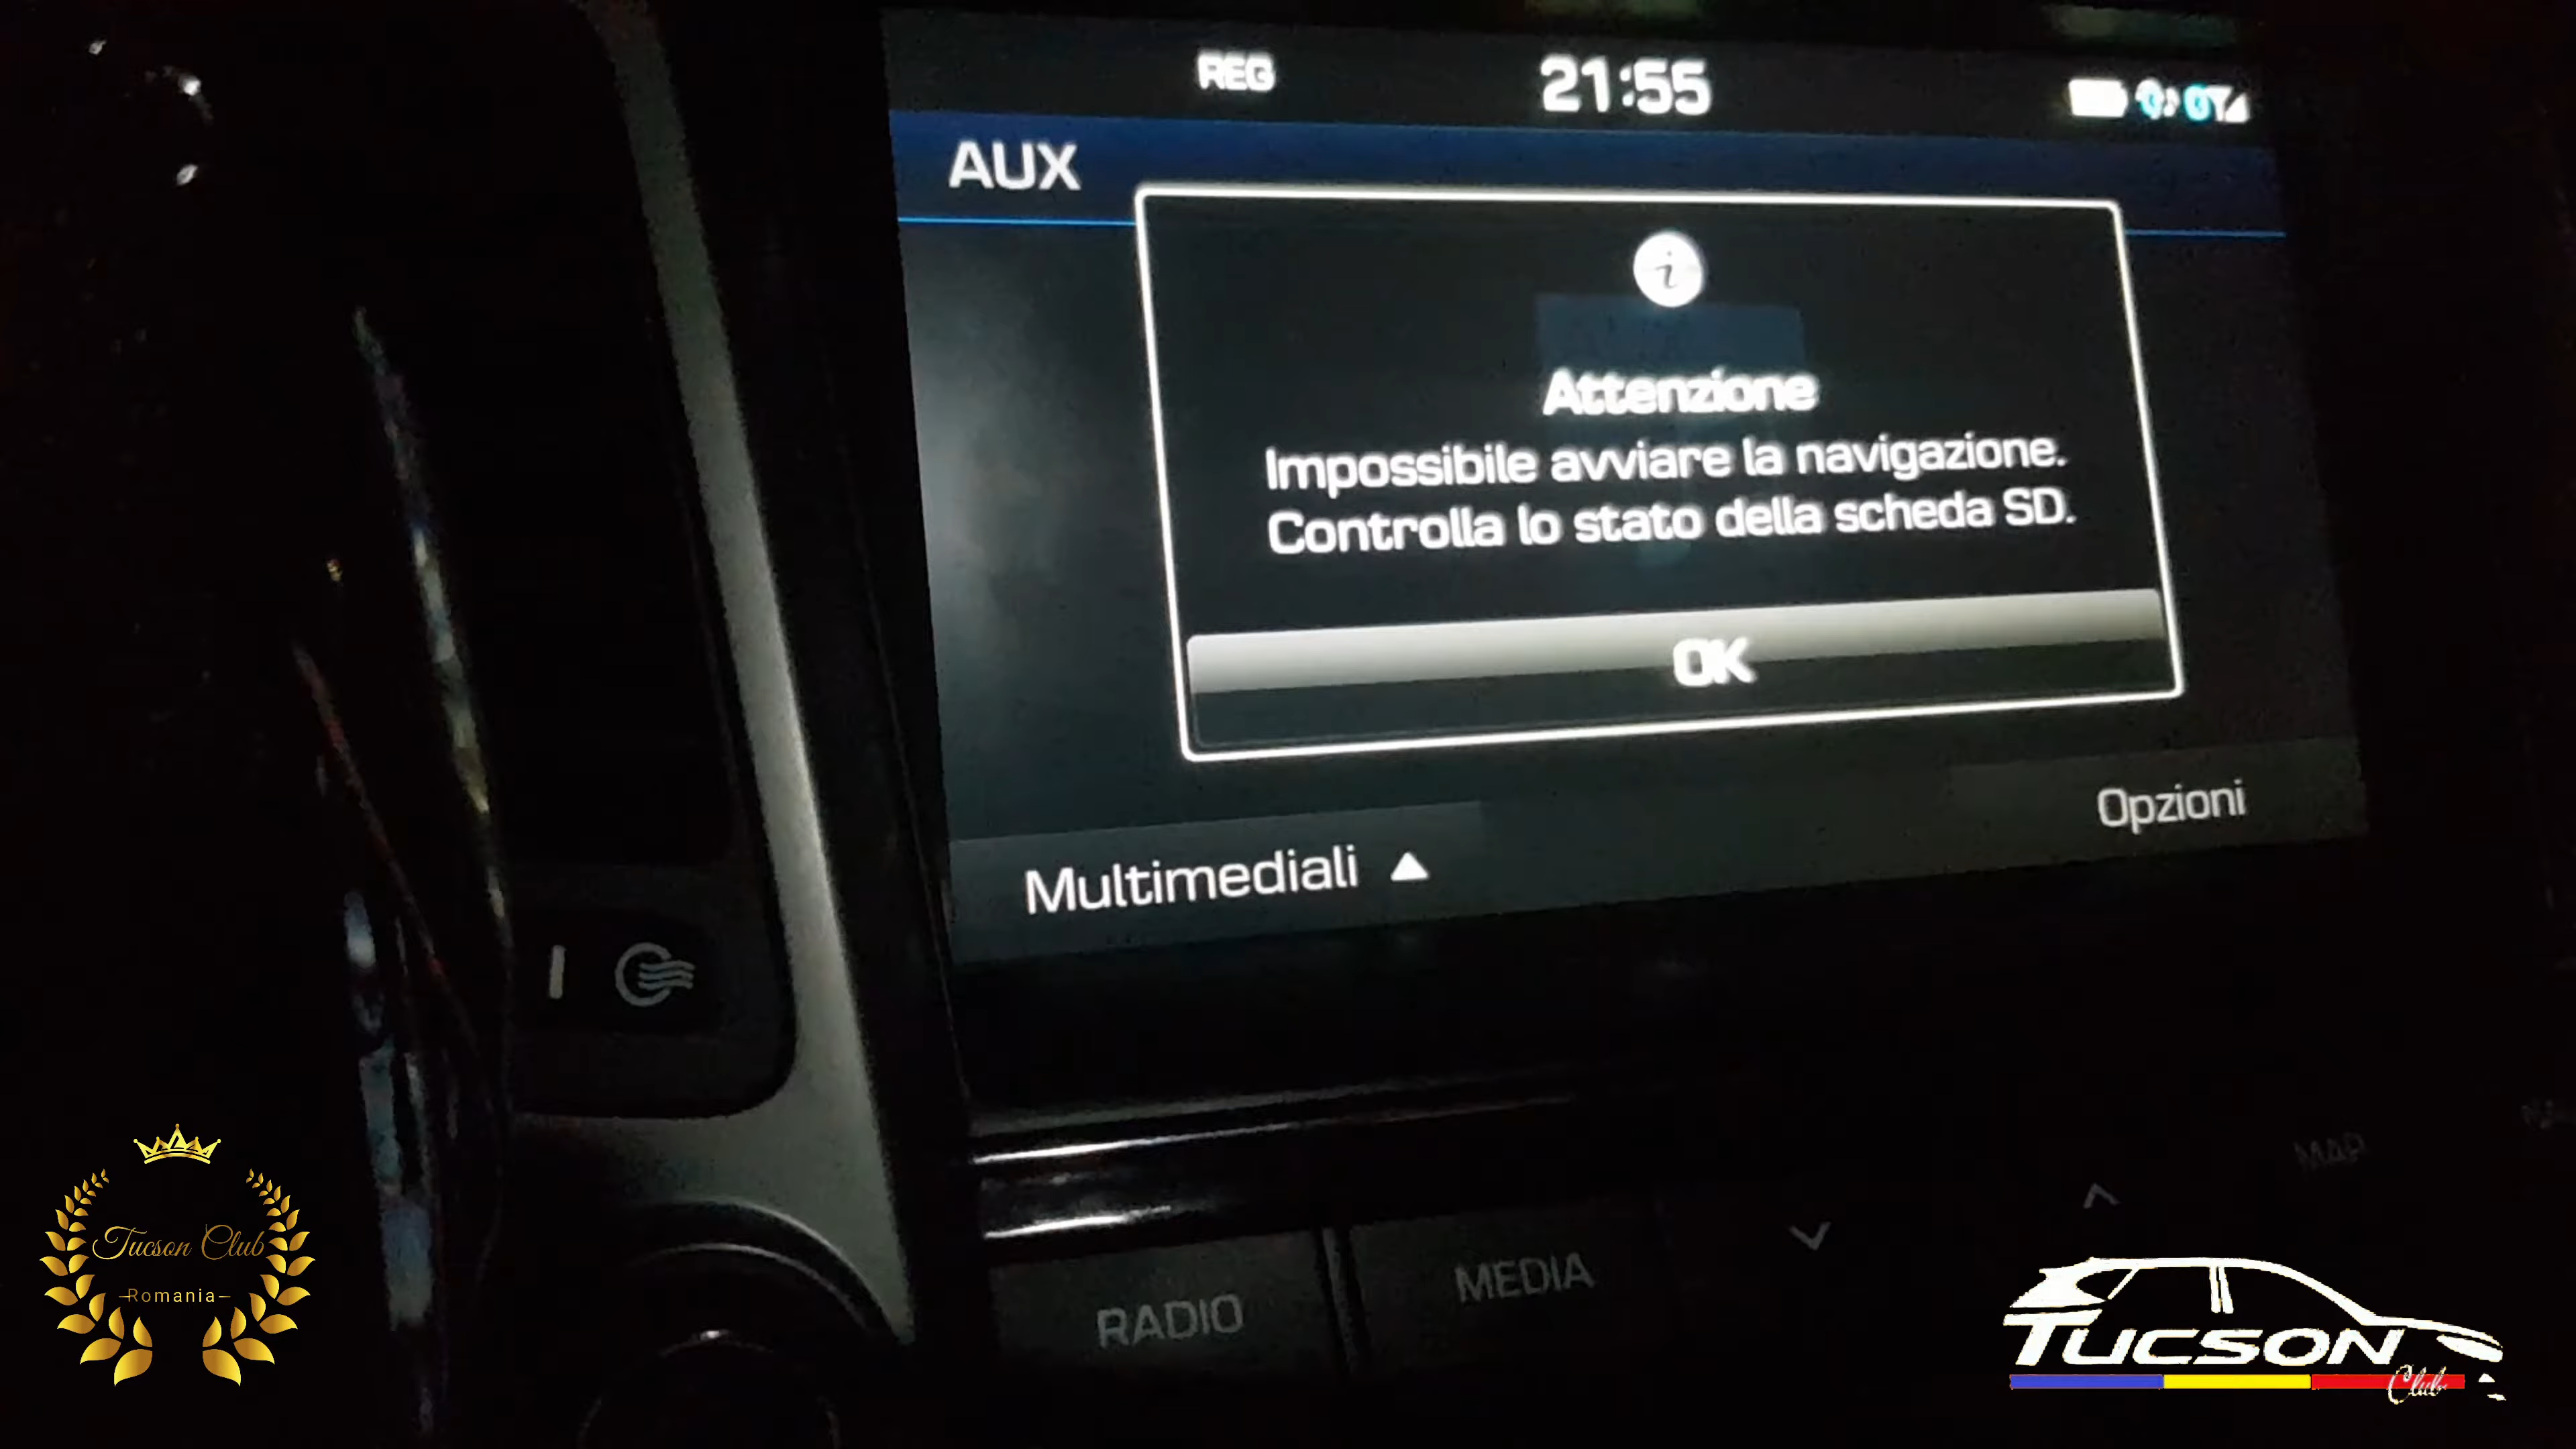 REG
21:55
AUX
Attenzione
Impossibile avviare la navigazione.
Controlla lo stato della scheda SD.
OK
Opzioni
Multimediali
MAP
RADIO
MEDIA
Tucson Club
Romania
TUCSON
Club